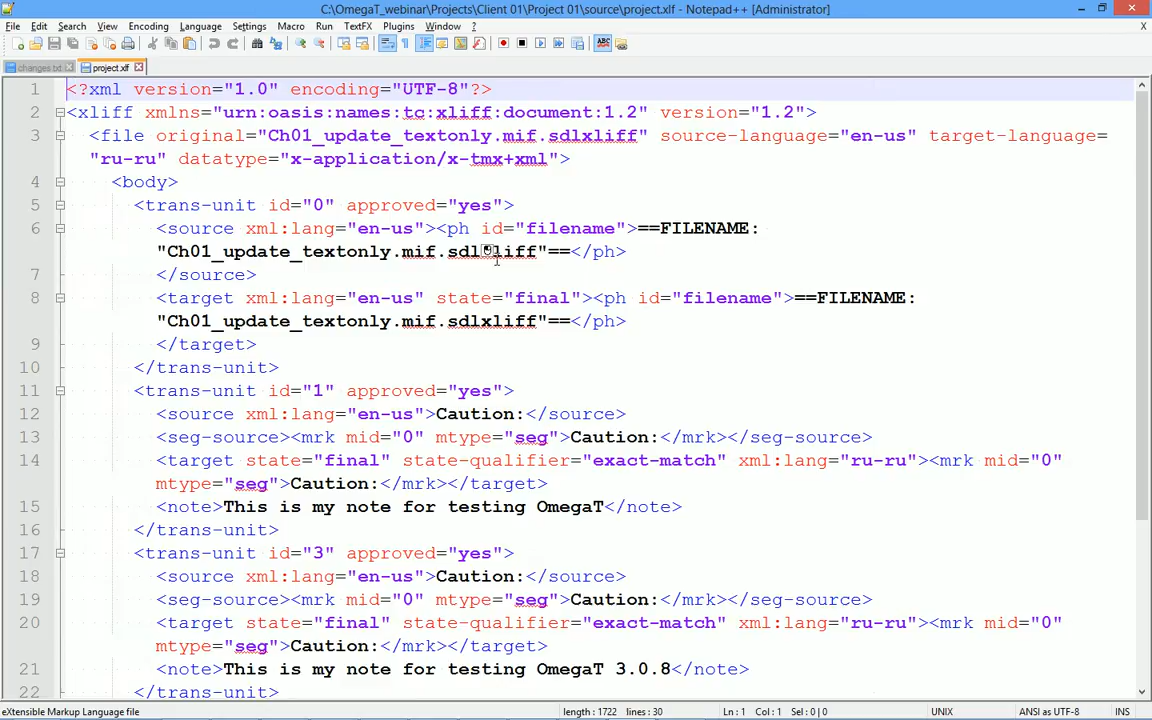 C:\OmegaT_webinar\Projects\Client 01\Project 01\source\project.xlf - Notepad++ [Administrator]
File Edit Search View Encoding Language Settings Macro Run TextFX Plugins Window ? X
changes.txt project.xlf
1 <?xml version="1.0" encoding="UTF-8"?>
2 <xliff xmlns="urn:oasis:names:tc:xliff:document:1.2" version="1.2">
3 <file original="Ch01_update_textonly.mif.sdlxliff" source-language="en-us" target-language=
"ru-ru" datatype="x-application/x-tmx+xml">
4 <body>
5 <trans-unit id="0" approved="yes">
6 <source xml:lang="en-us"><ph id="filename">==FILENAME:
"Ch01_update_textonly.mif.sdlxliff"==</ph>
7 </source>
8 <target xml:lang="en-us" state="final"><ph id="filename">==FILENAME:
"Ch01_update_textonly.mif.sdlxliff"==</ph>
9 </target>
10 </trans-unit>
11 <trans-unit id="1" approved="yes">
12 <source xml:lang="en-us">Caution:</source>
13 <seg-source><mrk mid="0" mtype="seg">Caution:</mrk></seg-source>
14 <target state="final" state-qualifier="exact-match" xml:lang="ru-ru"><mrk mid="0"
mtype="seg">Caution:</mrk></target>
15 <note>This is my note for testing OmegaT</note>
16 </trans-unit>
17 <trans-unit id="3" approved="yes">
18 <source xml:lang="en-us">Caution:</source>
19 <seg-source><mrk mid="0" mtype="seg">Caution:</mrk></seg-source>
20 <target state="final" state-qualifier="exact-match" xml:lang="ru-ru"><mrk mid="0"
mtype="seg">Caution:</mrk></target>
21 <note>This is my note for testing OmegaT 3.0.8</note>
22 </trans-unit>
eXtensible Markup Language file length : 1722 lines : 30 Ln : 1 Col : 1 Sel : 0 | 0 UNIX ANSI as UTF-8 INS